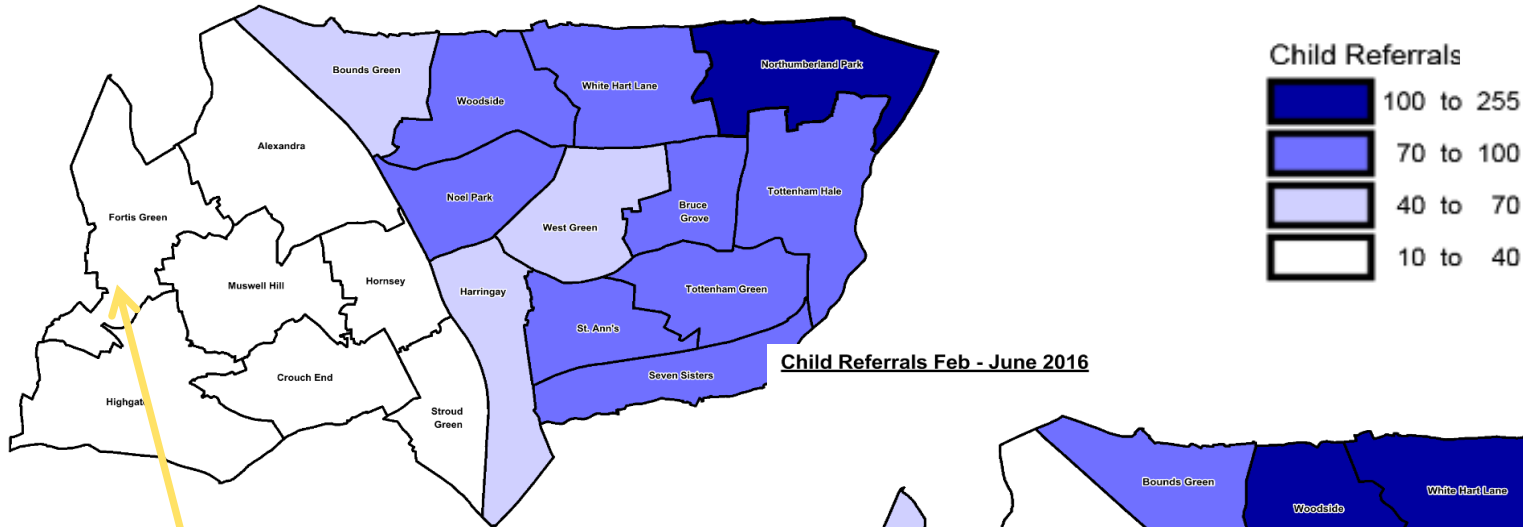 Bounds Green
Woodside
White Hart Lane
Northumberland Park
Alexandra
Noel Park
Tottenham Hale
Bruce
Grove
Fortis Green
West Green
Muswell Hill
Hornsey
Harringay
Tottenham Green
St. Ann's
Seven Sisters
Crouch End
Highgate
Stroud
Green
Child Referrals
100 to 255
70 to 100
40 to 70
10 to 40
Child Referrals Feb - June 2016
Bounds Green
Woodside
White Hart Lane